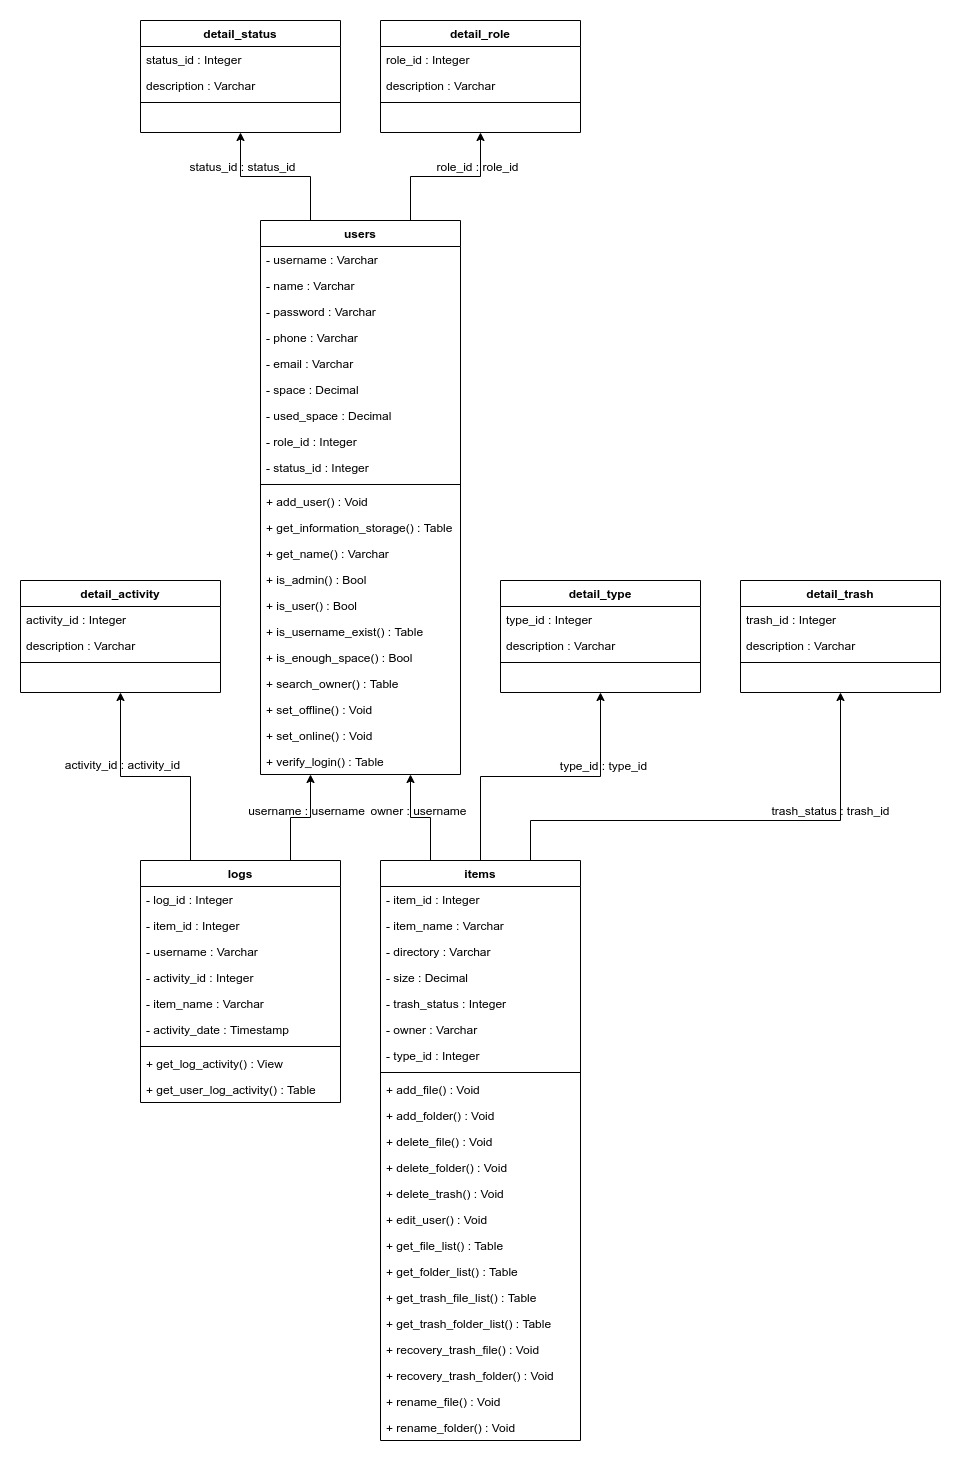 detail_status
status_id : Integer
description : Varchar
detail_role
role_id : Integer
description : Varchar
status_id : status_id
role_id : role_id
users
- username : Varchar
- name : Varchar
- password : Varchar
- phone : Varchar
- email : Varchar
- space : Decimal
- used_space : Decimal
- role_id : Integer
- status_id : Integer
+ add_user() : Void
+ get_information_storage() : Table
+ get_name() : Varchar
+ is_admin() : Bool
+ is_user() : Bool
+ is_username_exist() : Table
+ is_enough_space() : Bool
+ search_owner() : Table
+ set_offline() : Void
+ set_online() : Void
+ verify_login() : Table
detail_activity
activity_id : Integer
description : Varchar
detail_type
type_id : Integer
description : Varchar
detail_trash
trash_id : Integer
description : Varchar
activity_id : activity_id
username : username
owner : username
type_id : type_id
trash_status : trash_id
logs
- log_id : Integer
- item_id : Integer
- username : Varchar
- activity_id : Integer
- item_name : Varchar
- activity_date : Timestamp
+ get_log_activity() : View
+ get_user_log_activity() : Table
items
- item_id : Integer
- item_name : Varchar
- directory : Varchar
- size : Decimal
- trash_status : Integer
- owner : Varchar
- type_id : Integer
+ add_file() : Void
+ add_folder() : Void
+ delete_file() : Void
+ delete_folder() : Void
+ delete_trash() : Void
+ edit_user() : Void
+ get_file_list() : Table
+ get_folder_list() : Table
+ get_trash_file_list() : Table
+ get_trash_folder_list() : Table
+ recovery_trash_file() : Void
+ recovery_trash_folder() : Void
+ rename_file() : Void
+ rename_folder() : Void